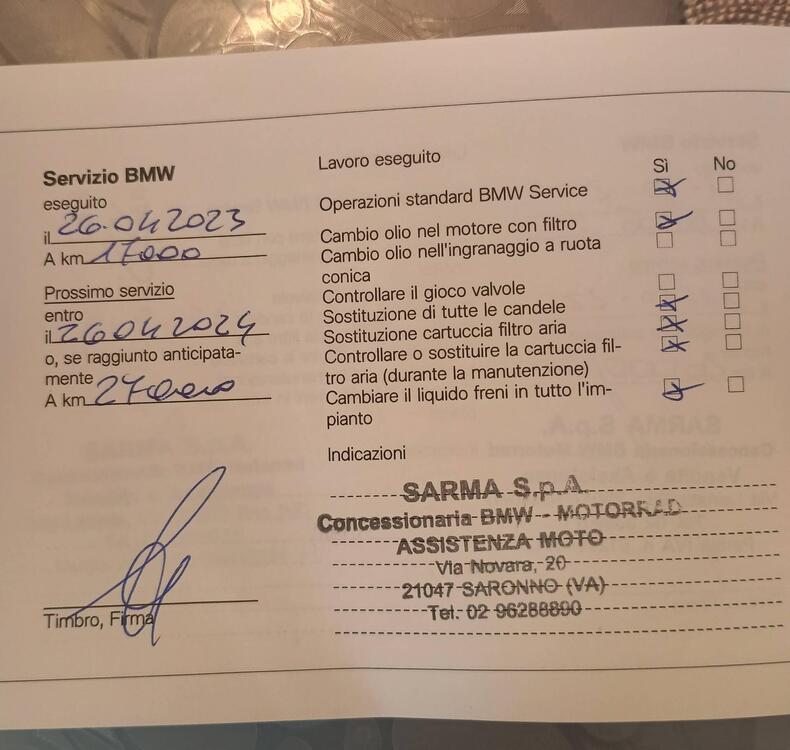 Servizio BMW
eseguito
il 26.04 2023
A km 17000
Prossimo servizio
entro
il 26 04 2024
o, se raggiunto anticipata-
mente
A km 27000
Timbro, Firma
Lavoro eseguito
Sì No
Operazioni standard BMW Service
Cambio olio nel motore con filtro
Cambio olio nell'ingranaggio a ruota
conica
Controllare il gioco valvole
Sostituzione di tutte le candele
Sostituzione cartuccia filtro aria
Controllare o sostituire la cartuccia fil-
tro aria (durante la manutenzione)
Cambiare il liquido freni in tutto l'im-
pianto
Indicazioni
SARMA S.p.A.
Concessionaria BMW - MOTORRAD
ASSISTENZA MOTO
Via Novara, 20
21047 SARONNO (VA)
Tel. 02 96288890